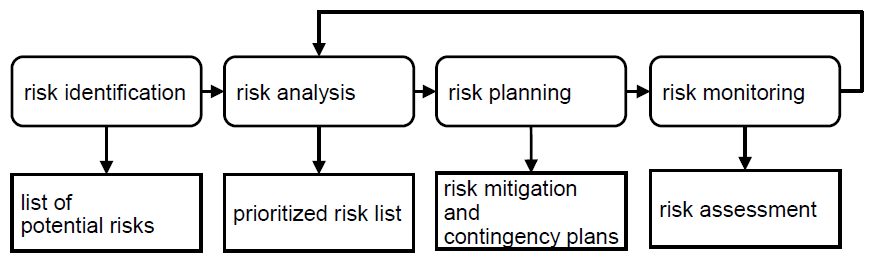 risk identification
risk analysis
risk planning
risk monitoring
list of
potential risks
prioritized risk list
risk mitigation
and
contingency plans
risk assessment